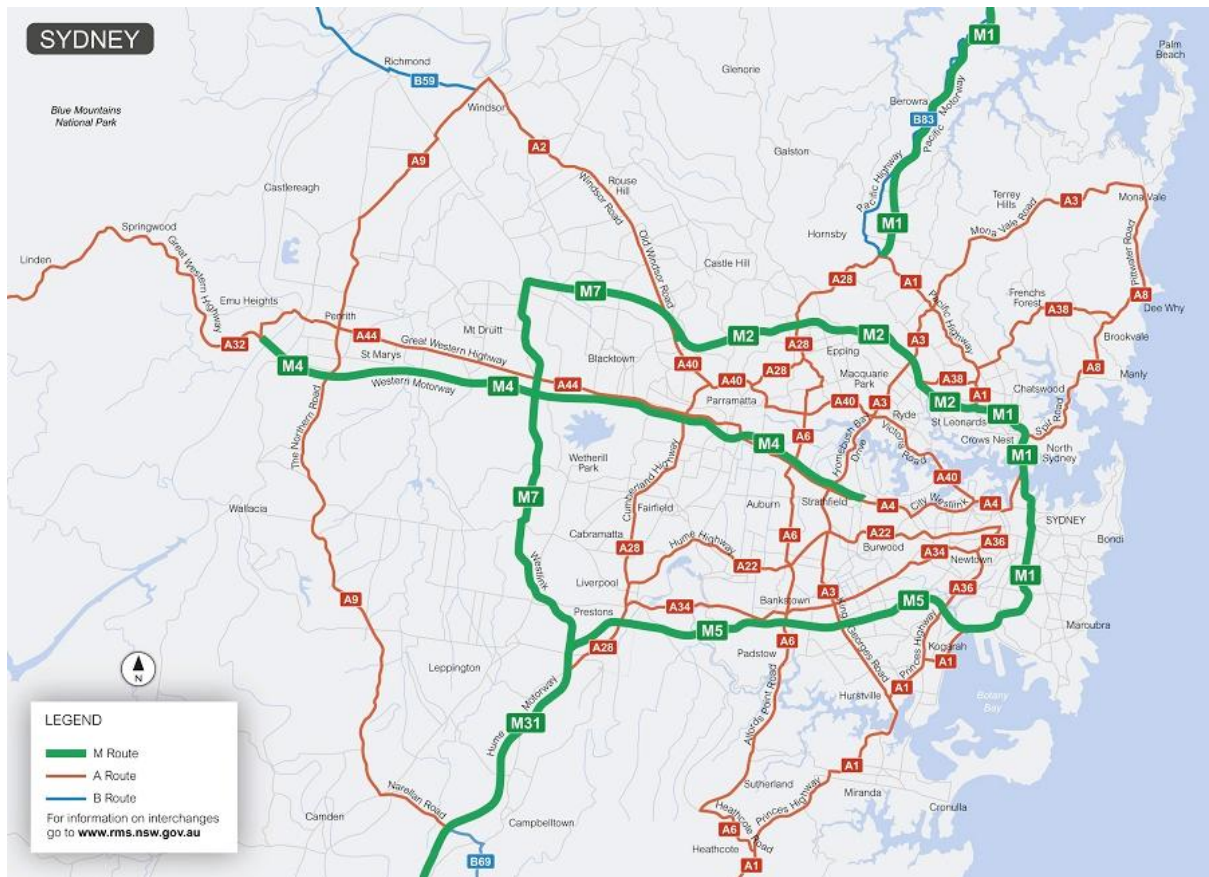 SYDNEY
Blue Mountains
National Park
Richmond
B59
Windsor
Glenorie
M1
Palm
Beach
Berowra
B83
Pacific Motorway
Pacific Highway
A9
A2
Windsor Road
Rouse
Hill
Galston
Castlereagh
Terrey
Hills
A3
Mona Vale
Mona Vale Road
M1
Hornsby
Springwood
Great Western
Highway
Linden
Old Windsor Road
Castle Hill
A28
A1
Pacific Highway
Pittwater Road
Emu Heights
M7
Frenchs
Forest
A38
A8
Dee Why
Penrith
A44
Mt Druitt
Great Western Highway
St Marys
A32
M4
Western Motorway
M4
A44
Blacktown
M2
A28
M2
Epping
A3
Brookvale
A40
A40
A28
Macquarie
Park
A38
Chatswood
A8
Manly
A1
Parramatta
A40
A3
Ryde
M2
M1
Spit Road
St Leonards
Crows Nest
The Northern Road
M4
A6
Homebush Bay
Drive
Victoria
Road
North
Sydney
M1
Wetherill
Park
Cumberland Highway
A40
M7
Wallacia
Fairfield
Auburn
Strathfield
A4
City Westlink
A4
SYDNEY
Cabramatta
A28
Hume Highway
A22
A6
A22
Burwood
A36
A34
Newtown
Bondi
Westlink
Liverpool
M1
A9
Prestons
A34
Bankstown
A3
King Georges Road
M5
A36
Princes Highway
M5
Maroubra
A28
A6
Padstow
Kogarah
A1
Leppington
N
Hurstville
A1
Botany
Bay
Hume Motorway
M31
Alfords Point Road
A1
Sutherland
Miranda
Princes Highway
Cronulla
Narellan Road
Camden
Campbelltown
Heathcote
Road
A6
Heathcote
A1
B69
LEGEND
M Route
A Route
B Route
For information on interchanges
go to www.rms.nsw.gov.au